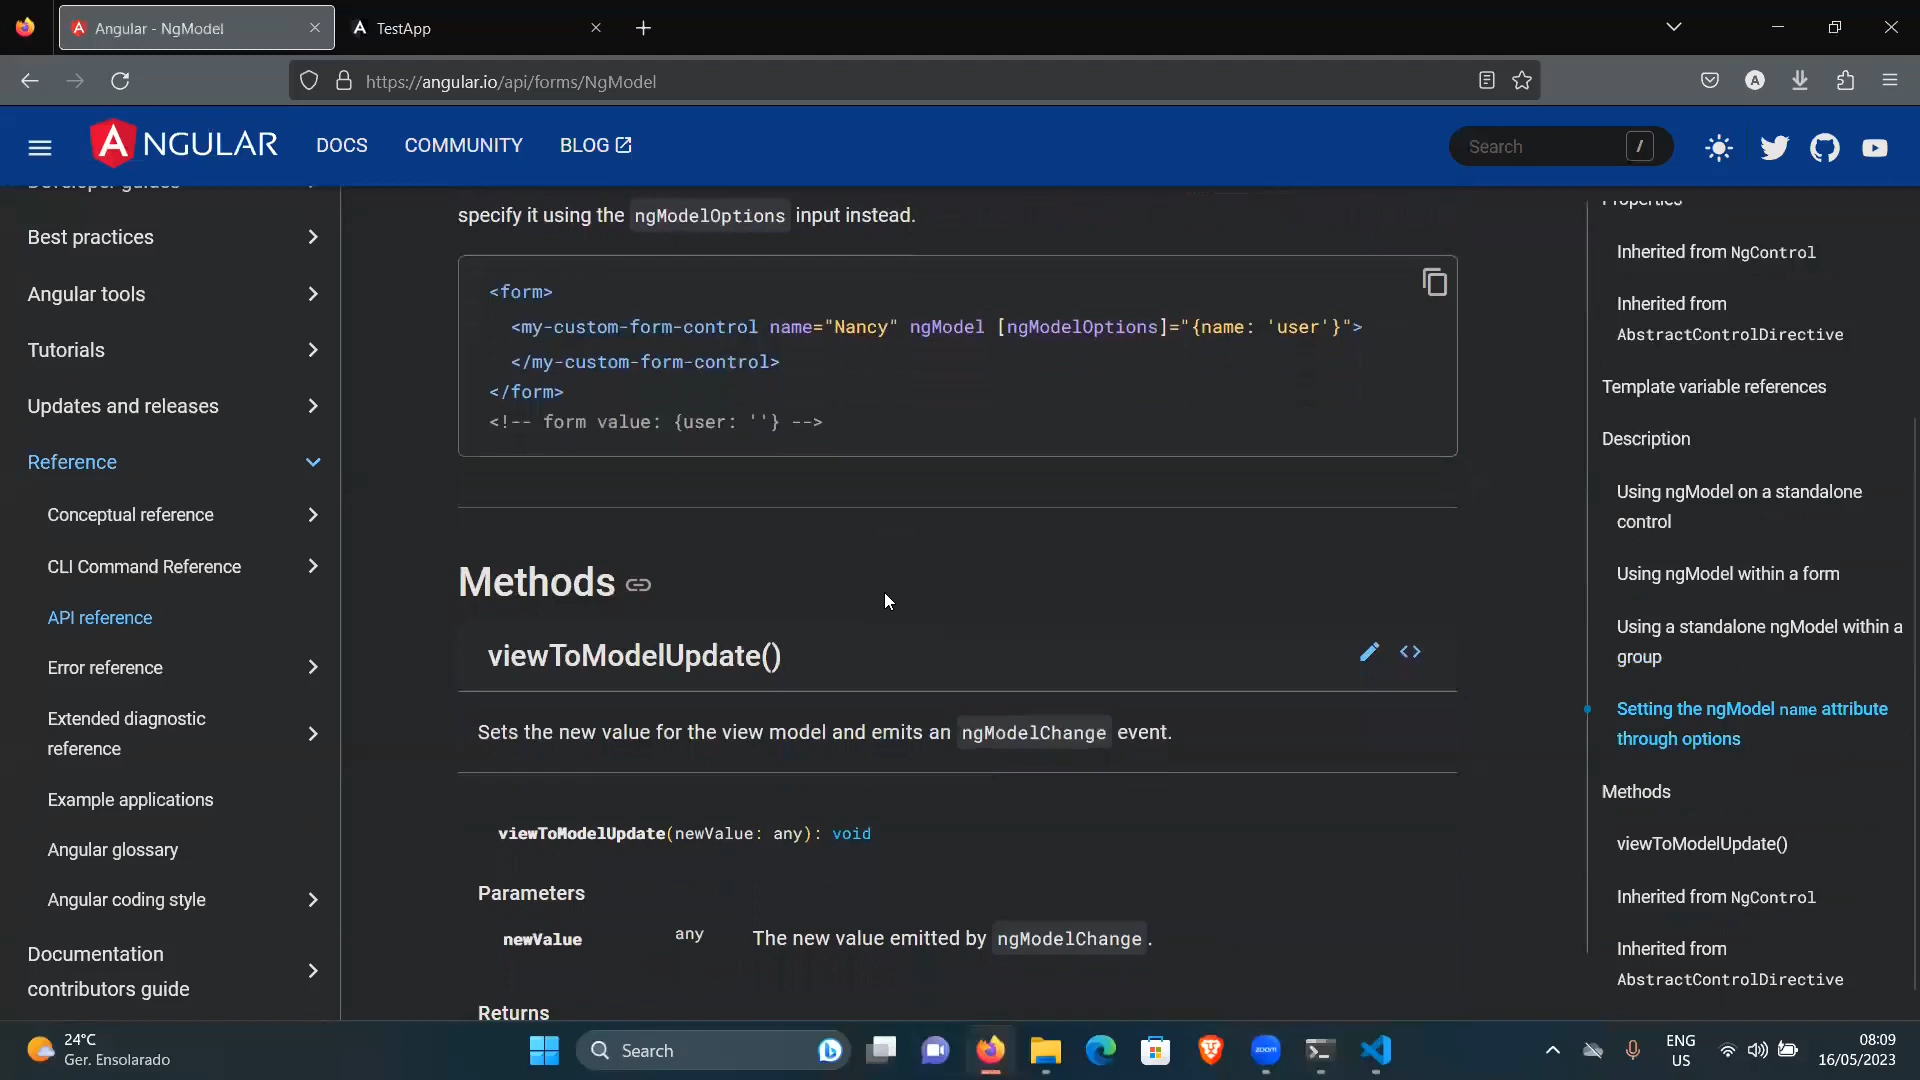 Angular - NgModel
TestApp
https://angular.io/api/forms/NgModel
NGULAR
DOCS
COMMUNITY
BLOG
Search
/
Developer guides
Best practices
Angular tools
Tutorials
Updates and releases
Reference
Conceptual reference
CLI Command Reference
API reference
Error reference
Extended diagnostic
reference
Example applications
Angular glossary
Angular coding style
Documentation
contributors guide
specify it using the ngModelOptions input instead.
<form>
<my-custom-form-control name="Nancy" ngModel [ngModelOptions]="{name: 'user'}">
</my-custom-form-control>
</form>
<!-- form value: {user: ''} -->
Methods
viewToModelUpdate()
Sets the new value for the view model and emits an ngModelChange event.
viewToModelUpdate(newValue: any): void
Parameters
newValue any The new value emitted by ngModelChange.
Returns
Properties
Inherited from NgControl
Inherited from
AbstractControlDirective
Template variable references
Description
Using ngModel on a standalone
control
Using ngModel within a form
Using a standalone ngModel within a
group
Setting the ngModel name attribute
through options
Methods
viewToModelUpdate()
Inherited from NgControl
Inherited from
AbstractControlDirective
24°C
Ger. Ensolarado
Search
zoom
ENG
US
08:09
16/05/2023